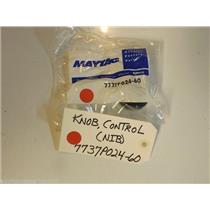 MAYTAG
7737P024-60
KNOB, CONTROL
(NIB)
7737P024-60